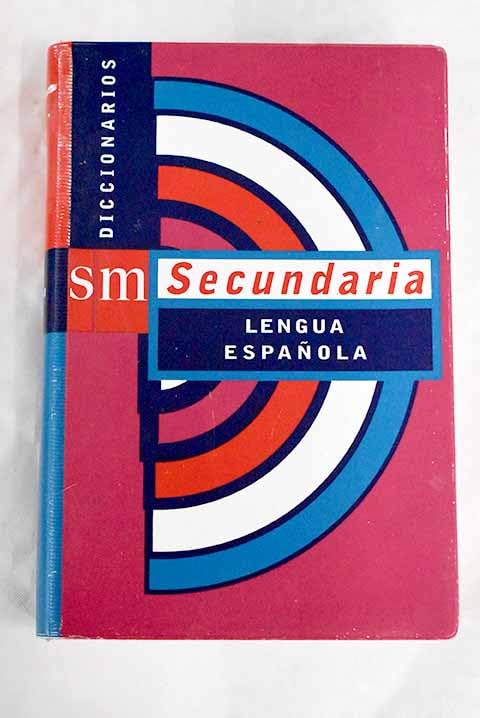 DICCIONARIOS
sm
Secundaria
LENGUA
ESPAÑOLA